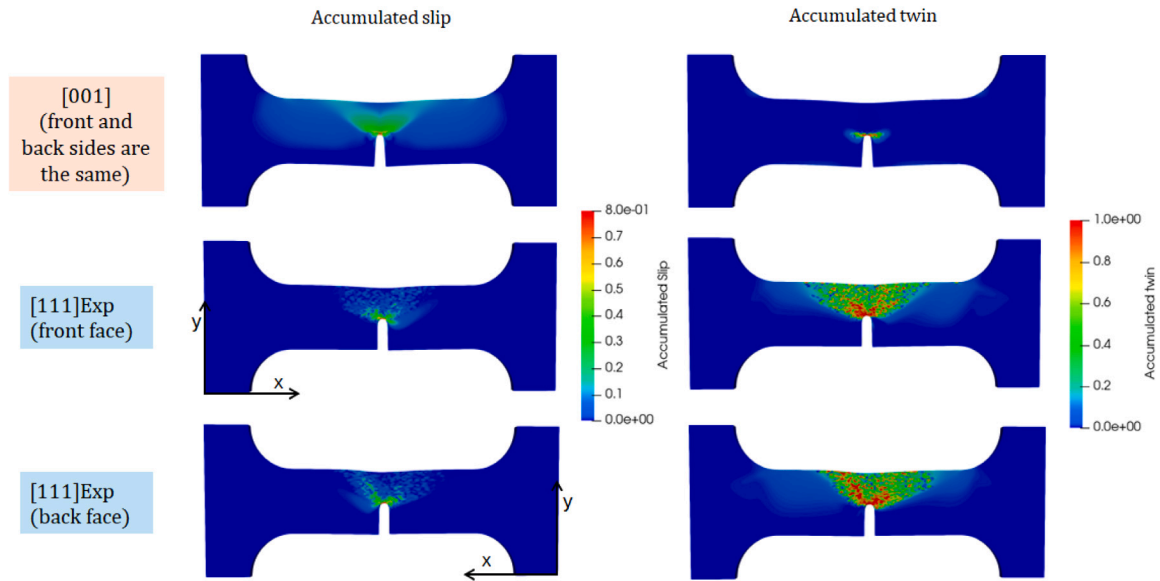 Accumulated slip
Accumulated twin
[001]
(front and
back sides are
the same)
8.0e-01
0.7
0.6
0.5
0.4
0.3
0.2
0.1
0.0e+00
Accumulated Slip
1.0e+00
0.8
0.6
0.4
0.2
0.0e+00
Accumulated twin
[111]Exp
(front face)
y
x
[111]Exp
(back face)
y
x